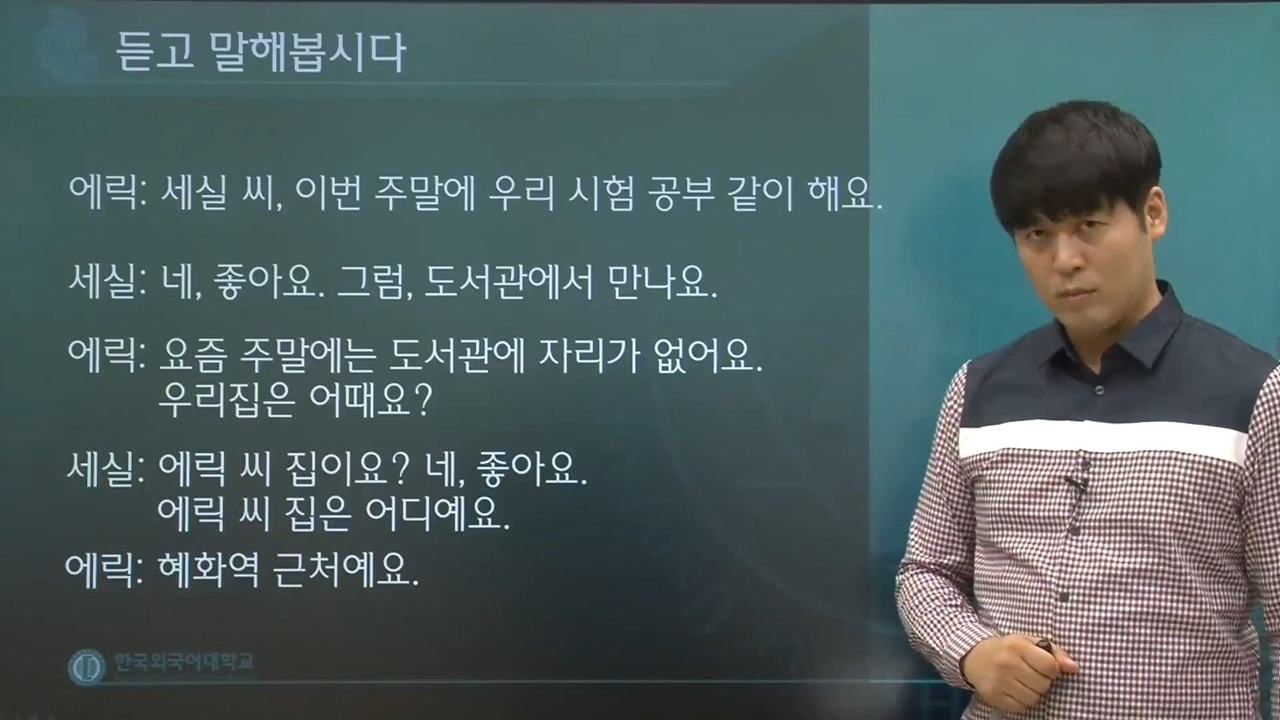 듣고 말해봅시다
에릭: 세실 씨, 이번 주말에 우리 시험 공부 같이 해요.
세실: 네, 좋아요. 그럼, 도서관에서 만나요.
에릭: 요즘 주말에는 도서관에 자리가 없어요.
우리집은 어때요?
세실: 에릭 씨 집이요? 네, 좋아요.
에릭 씨 집은 어디예요.
에릭: 혜화역 근처예요.
한국외국어대학교